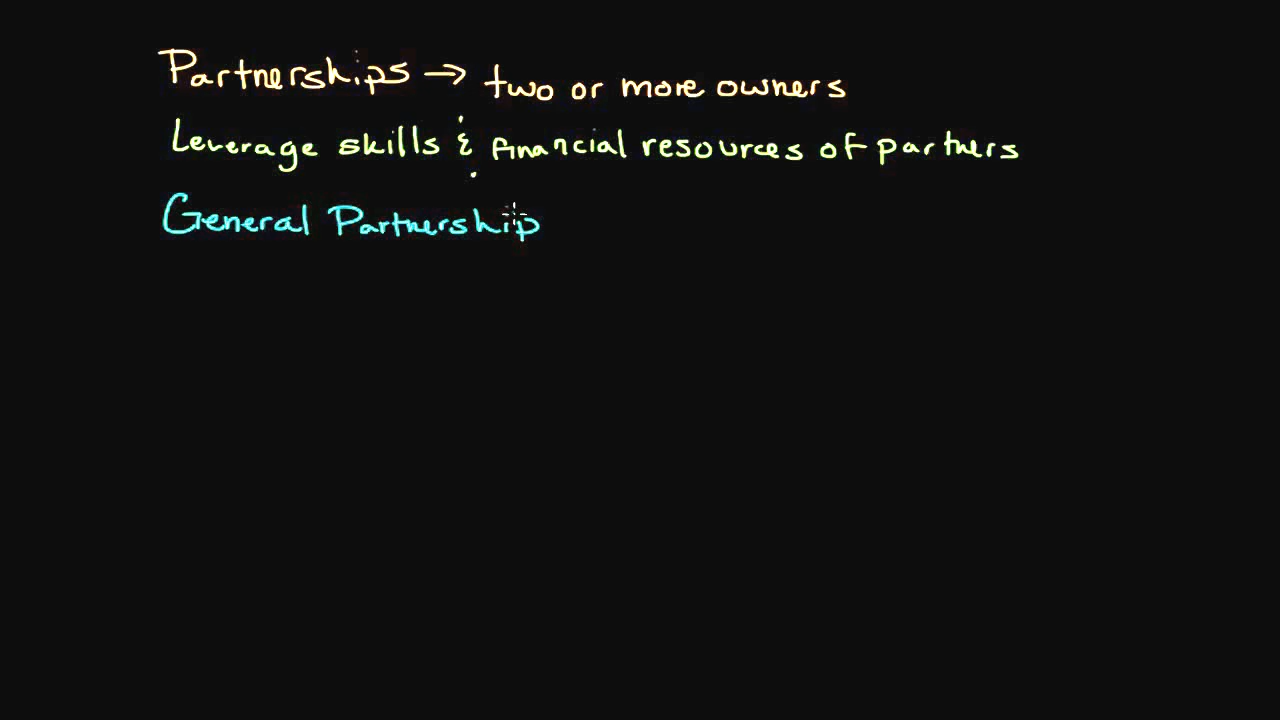 Partnerships → two or more owners
Leverage skills & financial resources of partners
General Partnership